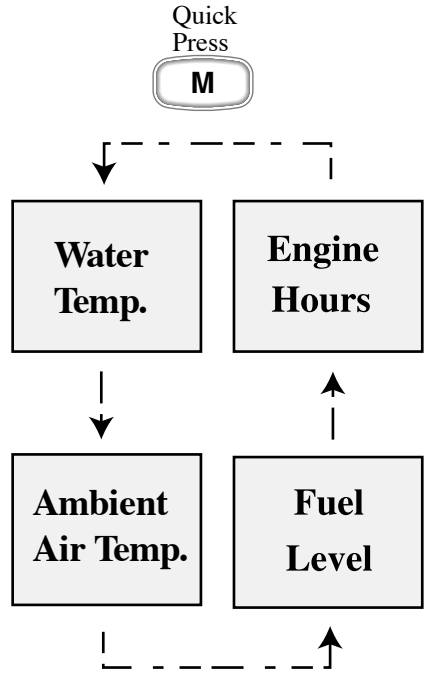 Quick
Press
M
Water
Temp.
Engine
Hours
Ambient
Air Temp.
Fuel
Level